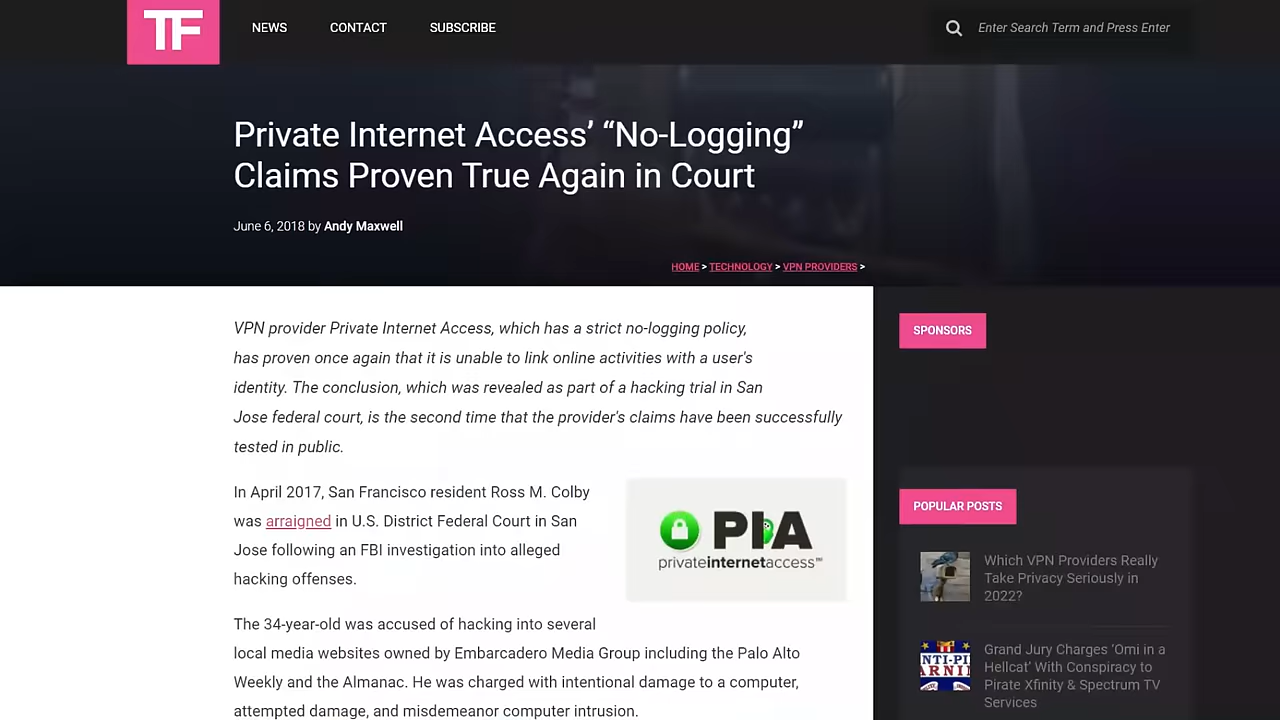 TF
NEWS
CONTACT
SUBSCRIBE
Enter Search Term and Press Enter
Private Internet Access’ “No-Logging”
Claims Proven True Again in Court
June 6, 2018 by Andy Maxwell
HOME > TECHNOLOGY > VPN PROVIDERS >
VPN provider Private Internet Access, which has a strict no-logging policy,
has proven once again that it is unable to link online activities with a user's
identity. The conclusion, which was revealed as part of a hacking trial in San
Jose federal court, is the second time that the provider's claims have been successfully
tested in public.
In April 2017, San Francisco resident Ross M. Colby
was arraigned in U.S. District Federal Court in San
Jose following an FBI investigation into alleged
hacking offenses.
PIA
privateinternetaccess™
The 34-year-old was accused of hacking into several
local media websites owned by Embarcadero Media Group including the Palo Alto
Weekly and the Almanac. He was charged with intentional damage to a computer,
attempted damage, and misdemeanor computer intrusion.
SPONSORS
POPULAR POSTS
Which VPN Providers Really
Take Privacy Seriously in
2022?
Grand Jury Charges ‘Omi in a
Hellcat’ With Conspiracy to
Pirate Xfinity & Spectrum TV
Services